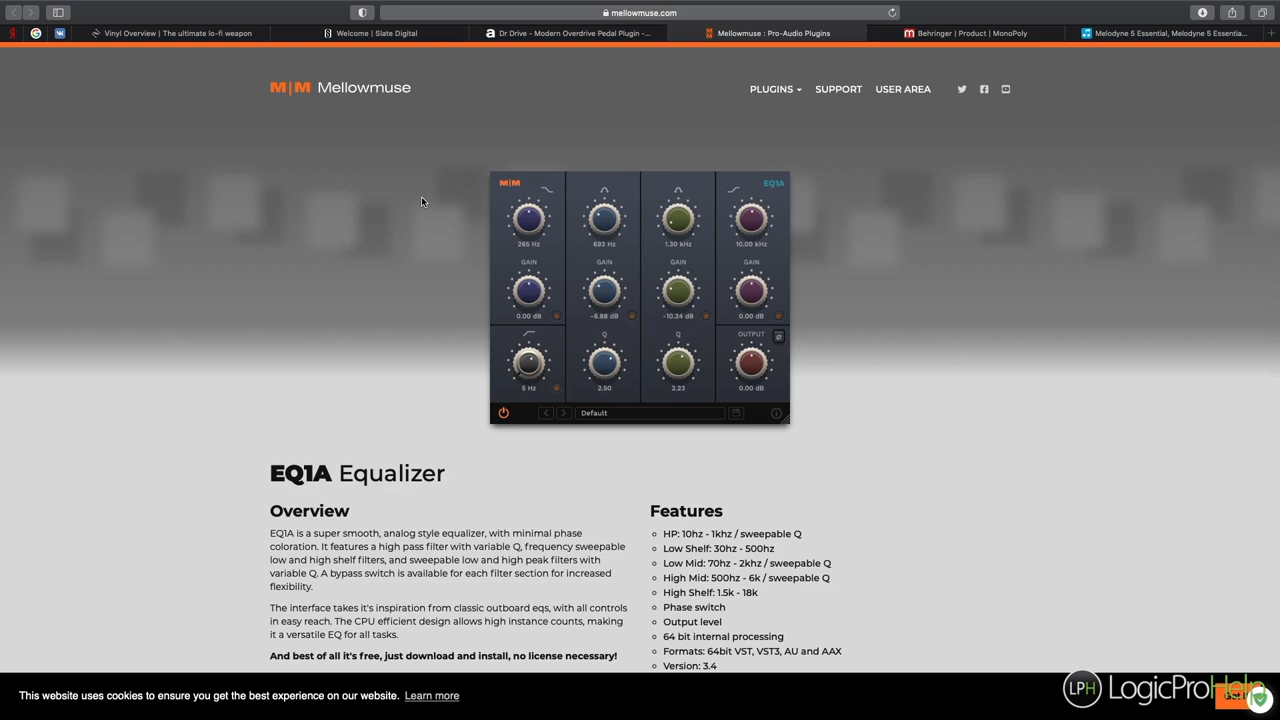 mellowmuse.com
Vinyl Overview | The ultimate lo-fi weapon
Welcome | Slate Digital
Dr Drive - Modern Overdrive Pedal Plugin -...
Mellowmuse : Pro-Audio Plugins
Behringer | Product | MonoPoly
Melodyne 5 Essential, Melodyne 5 Essentia...
M|M Mellowmuse
PLUGINS SUPPORT USER AREA
M|M EQ1A
265 Hz 693 Hz 1.30 kHz 10.00 kHz
GAIN GAIN GAIN GAIN
0.00 dB -6.88 dB -10.24 dB 0.00 dB
Q Q OUTPUT
5 Hz 2.50 2.23 0.00 dB
Default
EQ1A Equalizer
Overview
EQ1A is a super smooth, analog style equalizer, with minimal phase
coloration. It features a high pass filter with variable Q, frequency sweepable
low and high shelf filters, and sweepable low and high peak filters with
variable Q. A bypass switch is available for each filter section for increased
flexibility.
The interface takes it's inspiration from classic outboard eqs, with all controls
in easy reach. The CPU efficient design allows high instance counts, making
it a versatile EQ for all tasks.
And best of all it's free, just download and install, no license necessary!
Features
HP: 10hz - 1khz / sweepable Q
Low Shelf: 30hz - 500hz
Low Mid: 70hz - 2khz / sweepable Q
High Mid: 500hz - 6k / sweepable Q
High Shelf: 1.5k - 18k
Phase switch
Output level
64 bit internal processing
Formats: 64bit VST, VST3, AU and AAX
Version: 3.4
This website uses cookies to ensure you get the best experience on our website. Learn more
LPH LogicProHelp